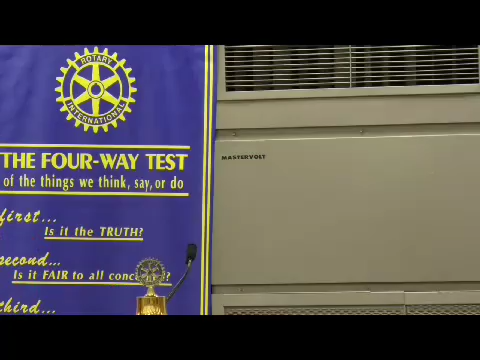 ROTARY
INTERNATIONAL
THE FOUR-WAY TEST
of the things we think, say, or do
first...
Is it the TRUTH?
second...
Is it FAIR to all conc ?
third...
MASTERVOLT